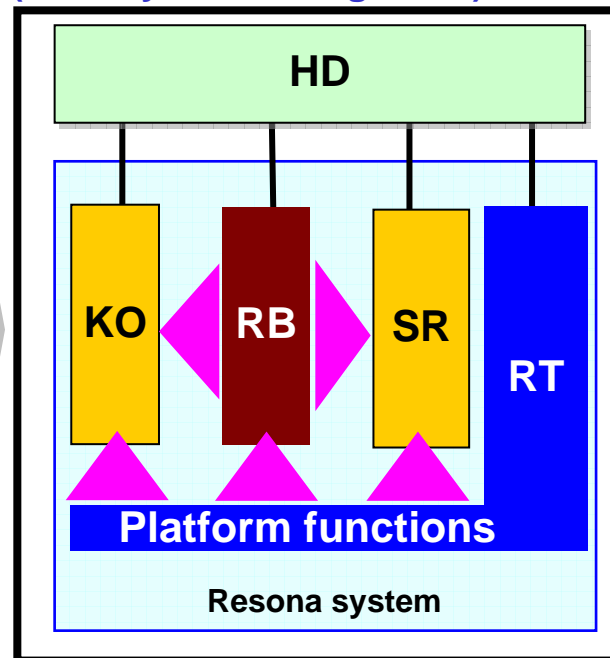 HD
KO
RB
SR
RT
Platform functions
Resona system